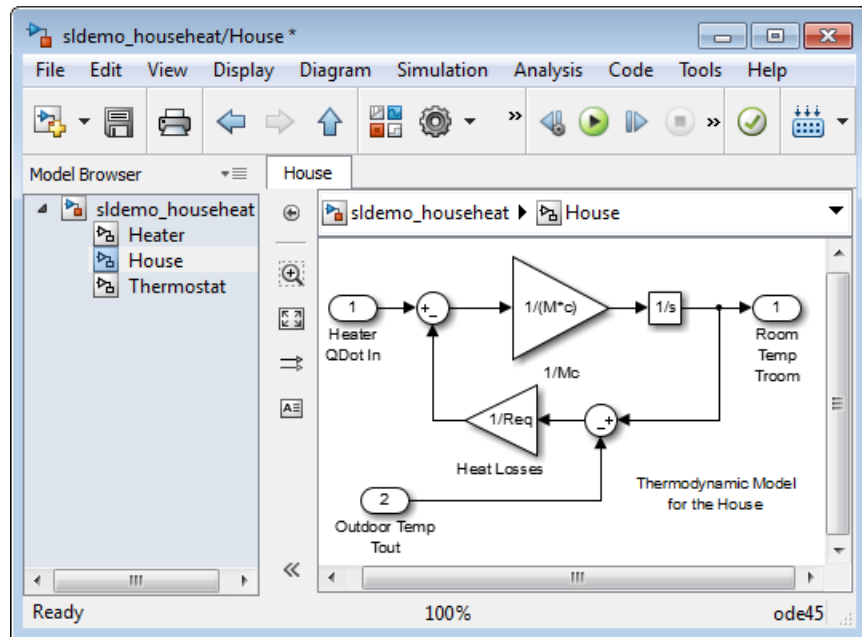 sldemo_househeat/House *
File Edit View Display Diagram Simulation Analysis Code Tools Help
» »
Model Browser
House
sldemo_househeat
Heater
House
Thermostat
sldemo_househeat House
1
Heater
QDot In
+
-
1/(M*c)
1/Mc
1/s
1
Room
Temp
Troom
1/Req
Heat Losses
-+
2
Outdoor Temp
Tout
Thermodynamic Model
for the House
A
Ready 100% ode45